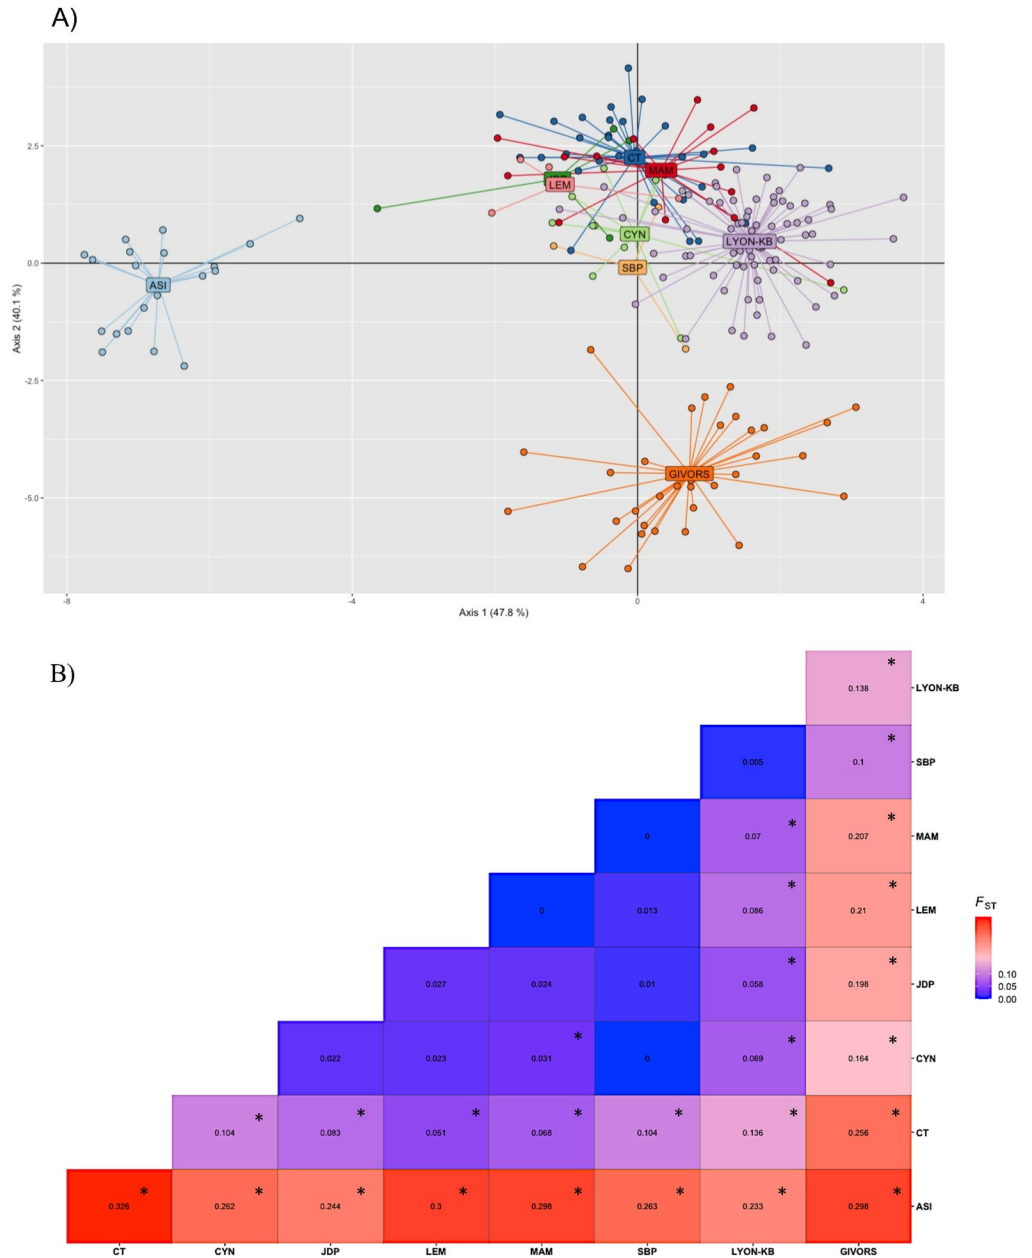 A)
2.5
0.0
-2.5
-5.0
Axis 2 (40.1 %)
CT
MAM
LEM
CYN
LYON-KB
SBP
ASI
GIVORS
-8 -4 0 4
Axis 1 (47.8 %)
B)
* 0.138 LYON-KB
0.005 * 0.1 SBP
0 * 0.07 * 0.207 MAM
0 0.013 * 0.086 * 0.21 LEM
0.027 0.024 0.01 * 0.058 * 0.198 JDP
0.022 0.023 * 0.031 0 * 0.069 * 0.164 CYN
* 0.104 * 0.083 * 0.051 * 0.068 * 0.104 * 0.136 * 0.256 CT
* 0.326 * 0.262 * 0.244 * 0.3 * 0.298 * 0.263 * 0.233 * 0.298 ASI
CT CYN JDP LEM MAM SBP LYON-KB GIVORS
FST
0.10
0.05
0.00